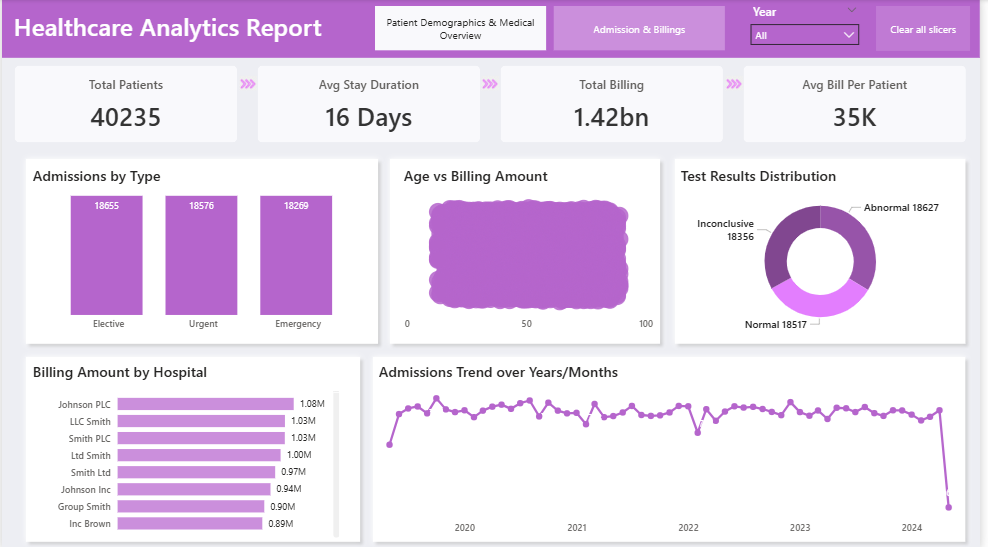 Healthcare Analytics Report
Patient Demographics & Medical
Overview
Admission & Billings
Year
All
Clear all slicers
Total Patients
40235
Avg Stay Duration
16 Days
Total Billing
1.42bn
Avg Bill Per Patient
35K
Admissions by Type
18655
18576
18269
Elective
Urgent
Emergency
Age vs Billing Amount
0
50
100
Test Results Distribution
Abnormal 18627
Inconclusive
18356
Normal 18517
Billing Amount by Hospital
Johnson PLC 1.08M
LLC Smith 1.03M
Smith PLC 1.03M
Ltd Smith 1.00M
Smith Ltd 0.97M
Johnson Inc 0.94M
Group Smith 0.90M
Inc Brown 0.89M
Admissions Trend over Years/Months
2020
2021
2022
2023
2024